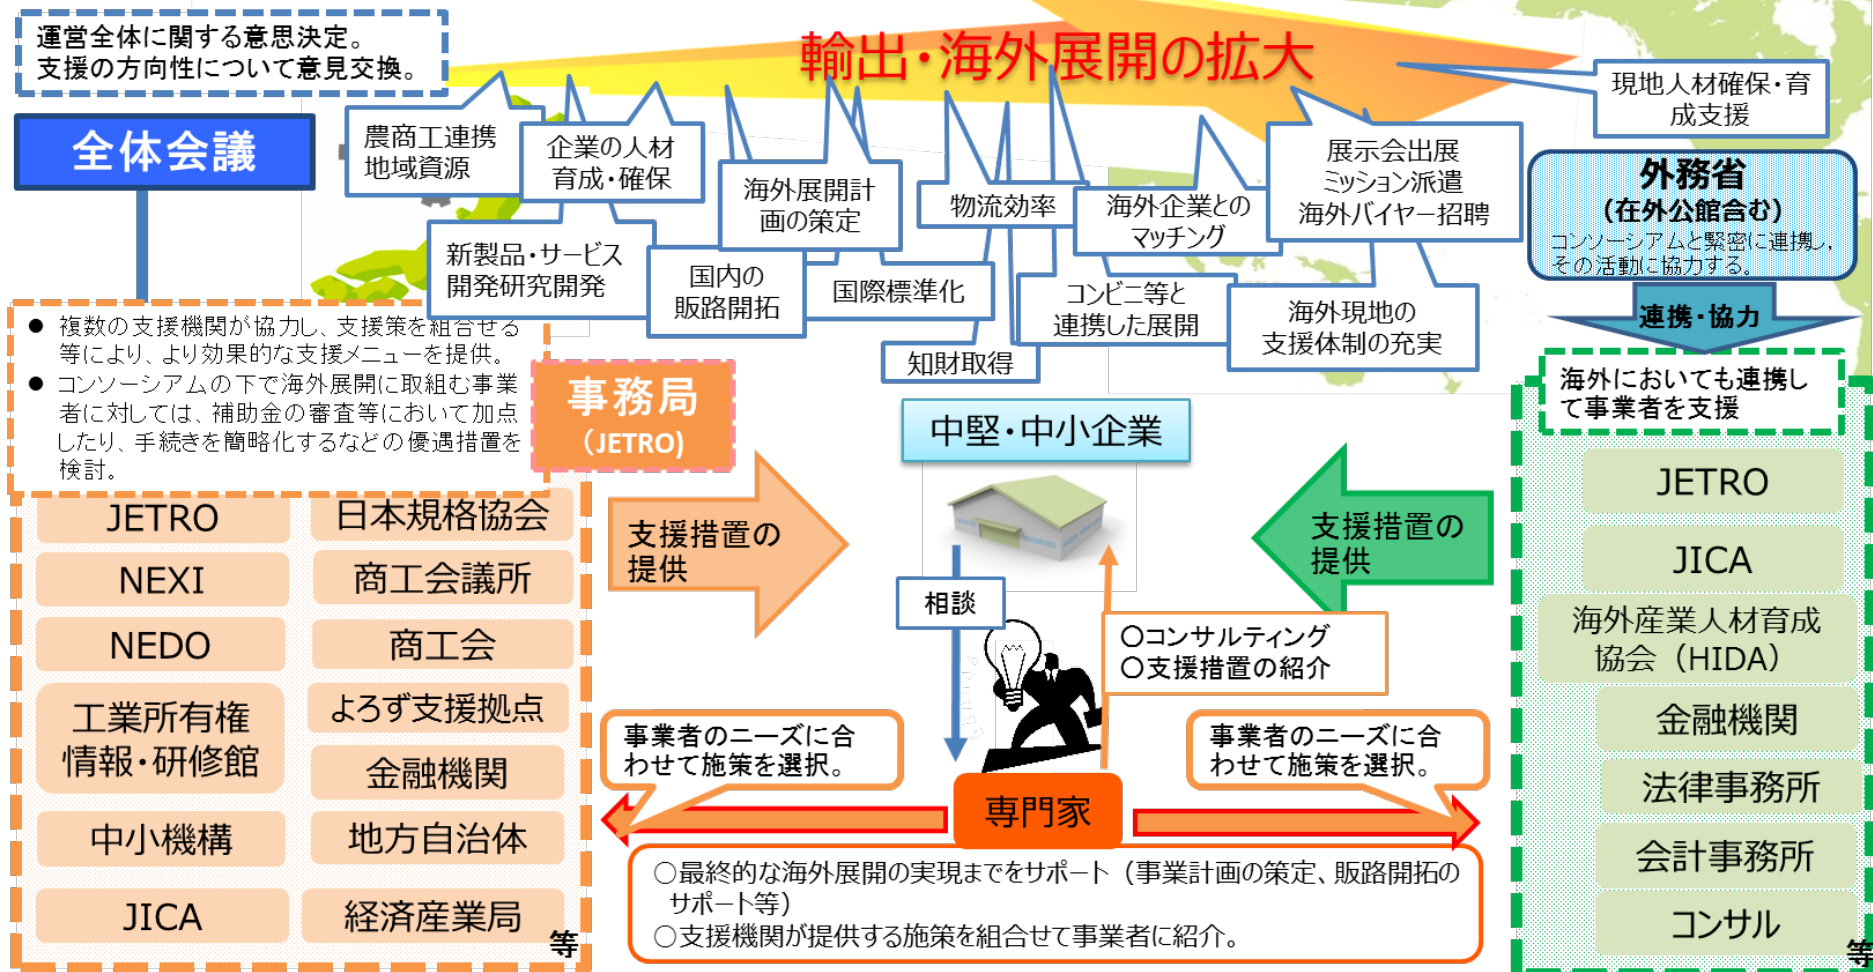 運営全体に関する意思決定。
支援の方向性について意見交換。
輸出・海外展開の拡大
全体会議
農商工連携
地域資源
企業の人材
育成・確保
海外展開計
画の策定
物流効率
海外企業との
マッチング
展示会出展
ミッション派遣
海外バイヤー招聘
現地人材確保・育
成支援
新製品・サービス
開発研究開発
国内の
販路開拓
国際標準化
知財取得
コンビニ等と
連携した展開
海外現地の
支援体制の充実
外務省
(在外公館含む)
コンソーシアムと緊密に連携し、
その活動に協力する。
連携・協力
● 複数の支援機関が協力し、支援策を組合せる
等により、より効果的な支援メニューを提供。
● コンソーシアムの下で海外展開に取組む事業
者に対しては、補助金の審査等において加点
したり、手続きを簡略化するなどの優遇措置を
検討。
事務局
（JETRO)
中堅・中小企業
海外においても連携し
て事業者を支援
JETRO
日本規格協会
NEXI
商工会議所
NEDO
商工会
工業所有権
情報・研修館
よろず支援拠点
金融機関
中小機構
地方自治体
JICA
経済産業局
等
支援措置の
提供
支援措置の
提供
相談
○コンサルティング
○支援措置の紹介
事業者のニーズに合
わせて施策を選択。
事業者のニーズに合
わせて施策を選択。
専門家
○最終的な海外展開の実現までをサポート（事業計画の策定、販路開拓の
サポート等）
○支援機関が提供する施策を組合せて事業者に紹介。
JETRO
JICA
海外産業人材育成
協会（HIDA）
金融機関
法律事務所
会計事務所
コンサル
等